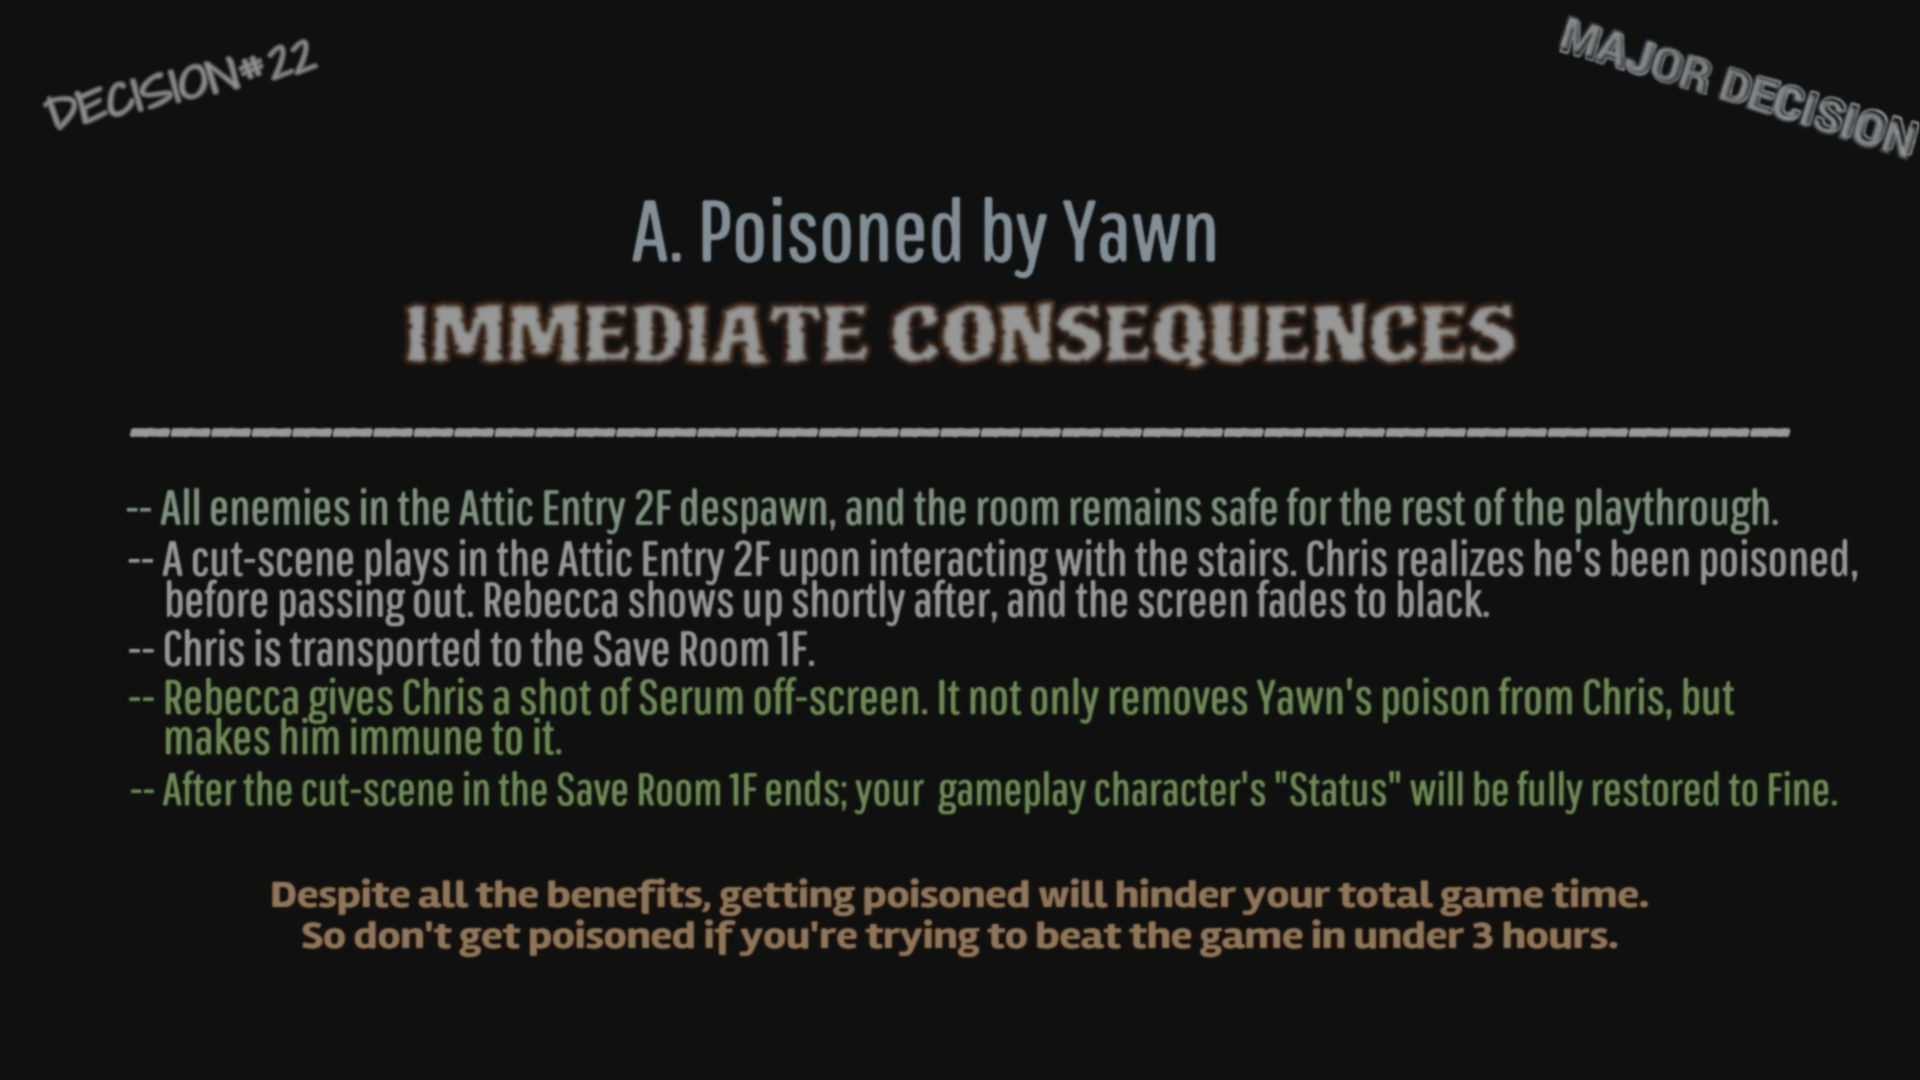 DECISION#22
MAJOR DECISION
A. Poisoned by Yawn
IMMEDIATE CONSEQUENCES
-- All enemies in the Attic Entry 2F despawn, and the room remains safe for the rest of the playthrough.
-- A cut-scene plays in the Attic Entry 2F upon interacting with the stairs. Chris realizes he's been poisoned,
before passing out. Rebecca shows up shortly after, and the screen fades to black.
-- Chris is transported to the Save Room 1F.
-- Rebecca gives Chris a shot of Serum off-screen. It not only removes Yawn's poison from Chris, but
makes him immune to it.
-- After the cut-scene in the Save Room 1F ends; your gameplay character's "Status" will be fully restored to Fine.
Despite all the benefits, getting poisoned will hinder your total game time.
So don't get poisoned if you're trying to beat the game in under 3 hours.